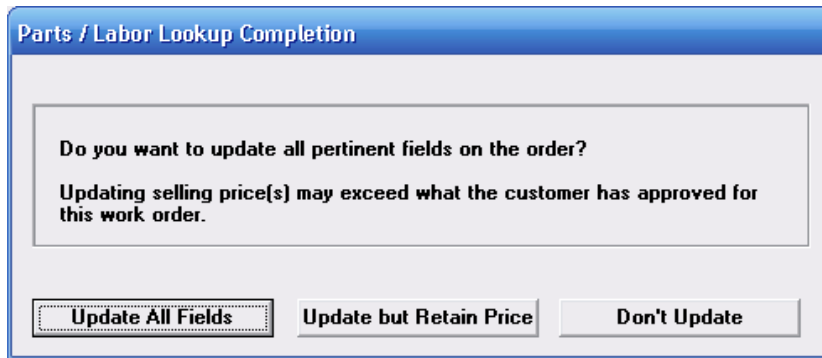 Parts / Labor Lookup Completion
Do you want to update all pertinent fields on the order?
Updating selling price(s) may exceed what the customer has approved for
this work order.
Update All Fields
Update but Retain Price
Don't Update